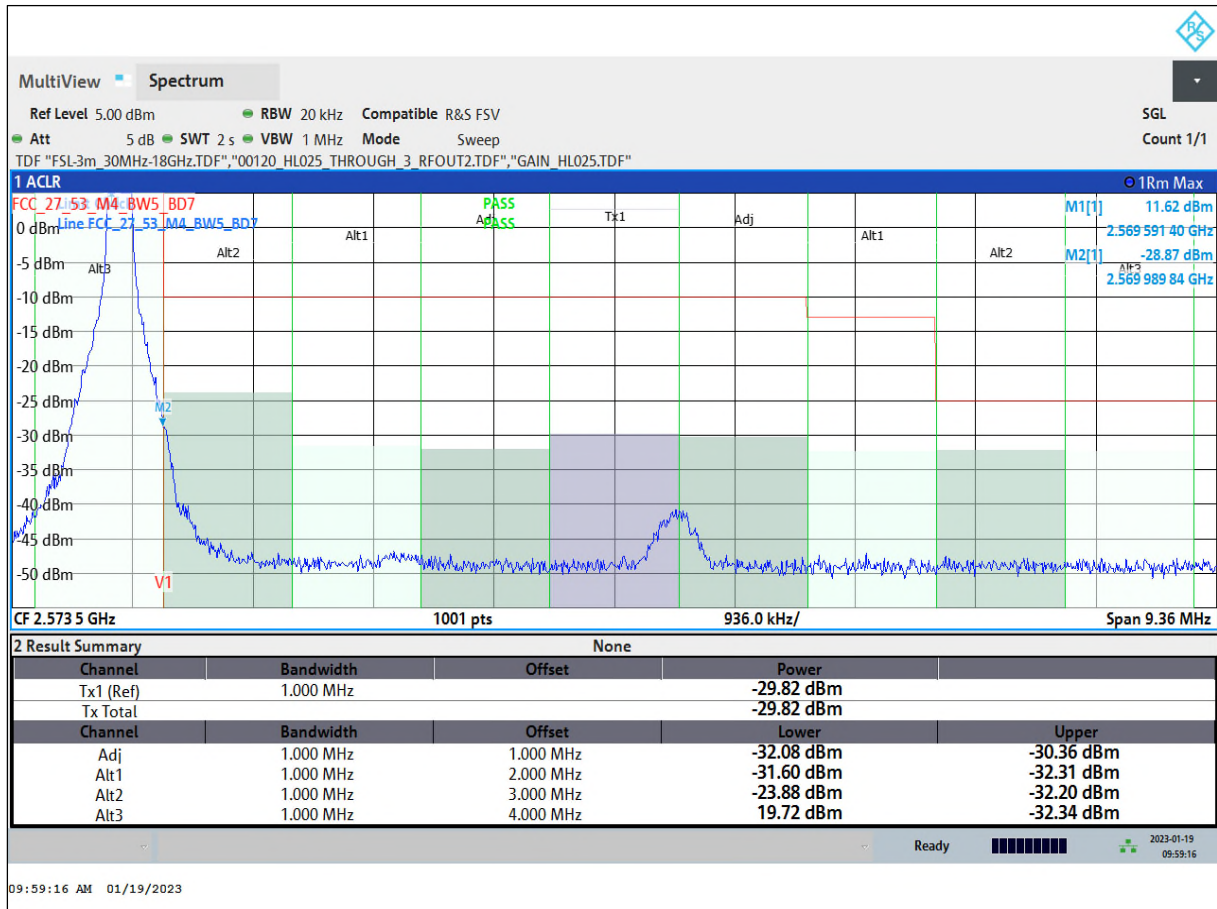 R&S
MultiView Spectrum
Ref Level 5.00 dBm RBW 20 kHz Compatible R&S FSV SGL
Att 5 dB SWT 2 s VBW 1 MHz Mode Sweep Count 1/1
TDF "FSL-3m_30MHz-18GHz.TDF","00120_HL025_THROUGH_3_RFOUT2.TDF","GAIN_HL025.TDF"
1 ACLR 1Rm Max
FCC_27_53_M4_BW5_BD7 PASS M1[1] 11.62 dBm
Line FCC_27_53_M4_BW5_BD7 PASS 2.569 591 40 GHz
M2[1] -28.87 dBm
2.569 989 84 GHz
Alt3 Alt2 Alt1 Adj Tx1 Adj Alt1 Alt2 Alt3
0 dBm
-5 dBm
-10 dBm
-15 dBm
-20 dBm
-25 dBm
M2
-30 dBm
-35 dBm
-40 dBm
-45 dBm
-50 dBm
V1
CF 2.573 5 GHz 1001 pts 936.0 kHz/ Span 9.36 MHz
2 Result Summary None
Channel Bandwidth Offset Power
Tx1 (Ref) 1.000 MHz -29.82 dBm
Tx Total -29.82 dBm
Channel Bandwidth Offset Lower Upper
Adj 1.000 MHz 1.000 MHz -32.08 dBm -30.36 dBm
Alt1 1.000 MHz 2.000 MHz -31.60 dBm -32.31 dBm
Alt2 1.000 MHz 3.000 MHz -23.88 dBm -32.20 dBm
Alt3 1.000 MHz 4.000 MHz 19.72 dBm -32.34 dBm
Ready 2023-01-19
09:59:16
09:59:16 AM 01/19/2023